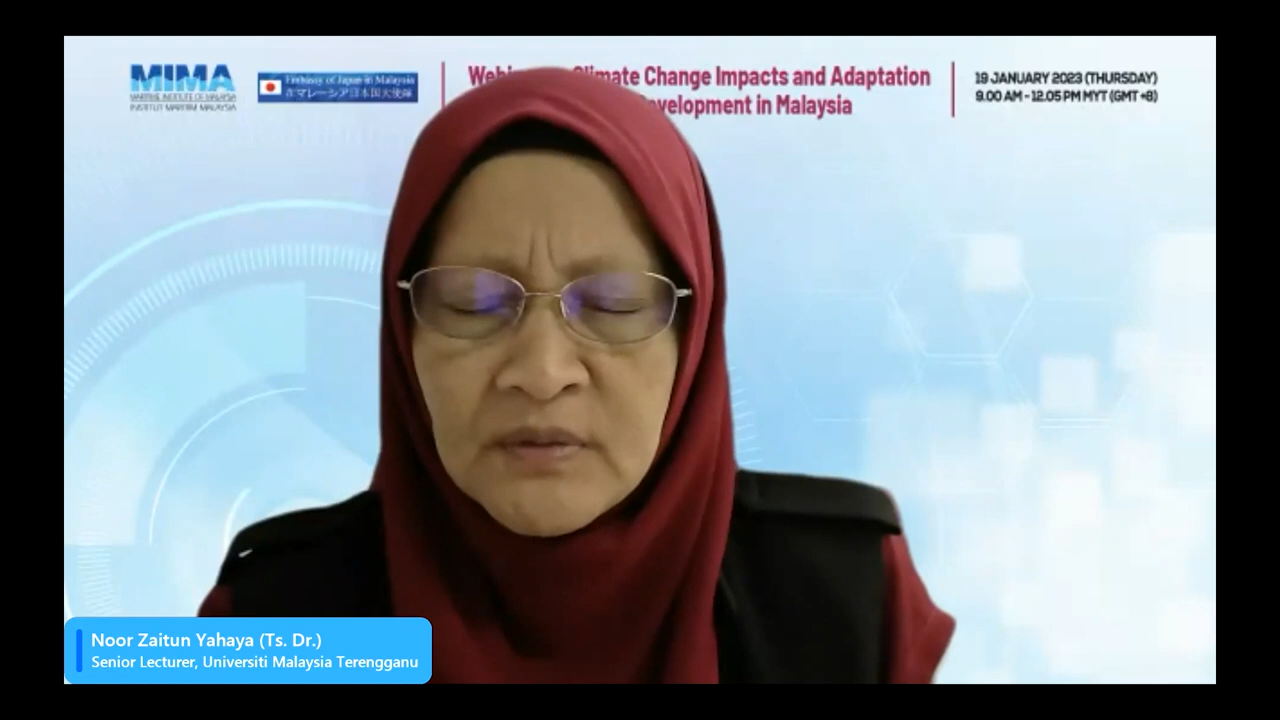 MIMA
MARITIME INSTITUTE OF MALAYSIA
INSTITUT MARITIM MALAYSIA
Embassy of Japan in Malaysia
在マレーシア日本国大使館
Climate Change Impacts and Adaptation
Development in Malaysia
19 JANUARY 2023 (THURSDAY)
9.00 AM - 12.05 PM MYT (GMT +8)
Noor Zaitun Yahaya (Ts. Dr.)
Senior Lecturer, Universiti Malaysia Terengganu